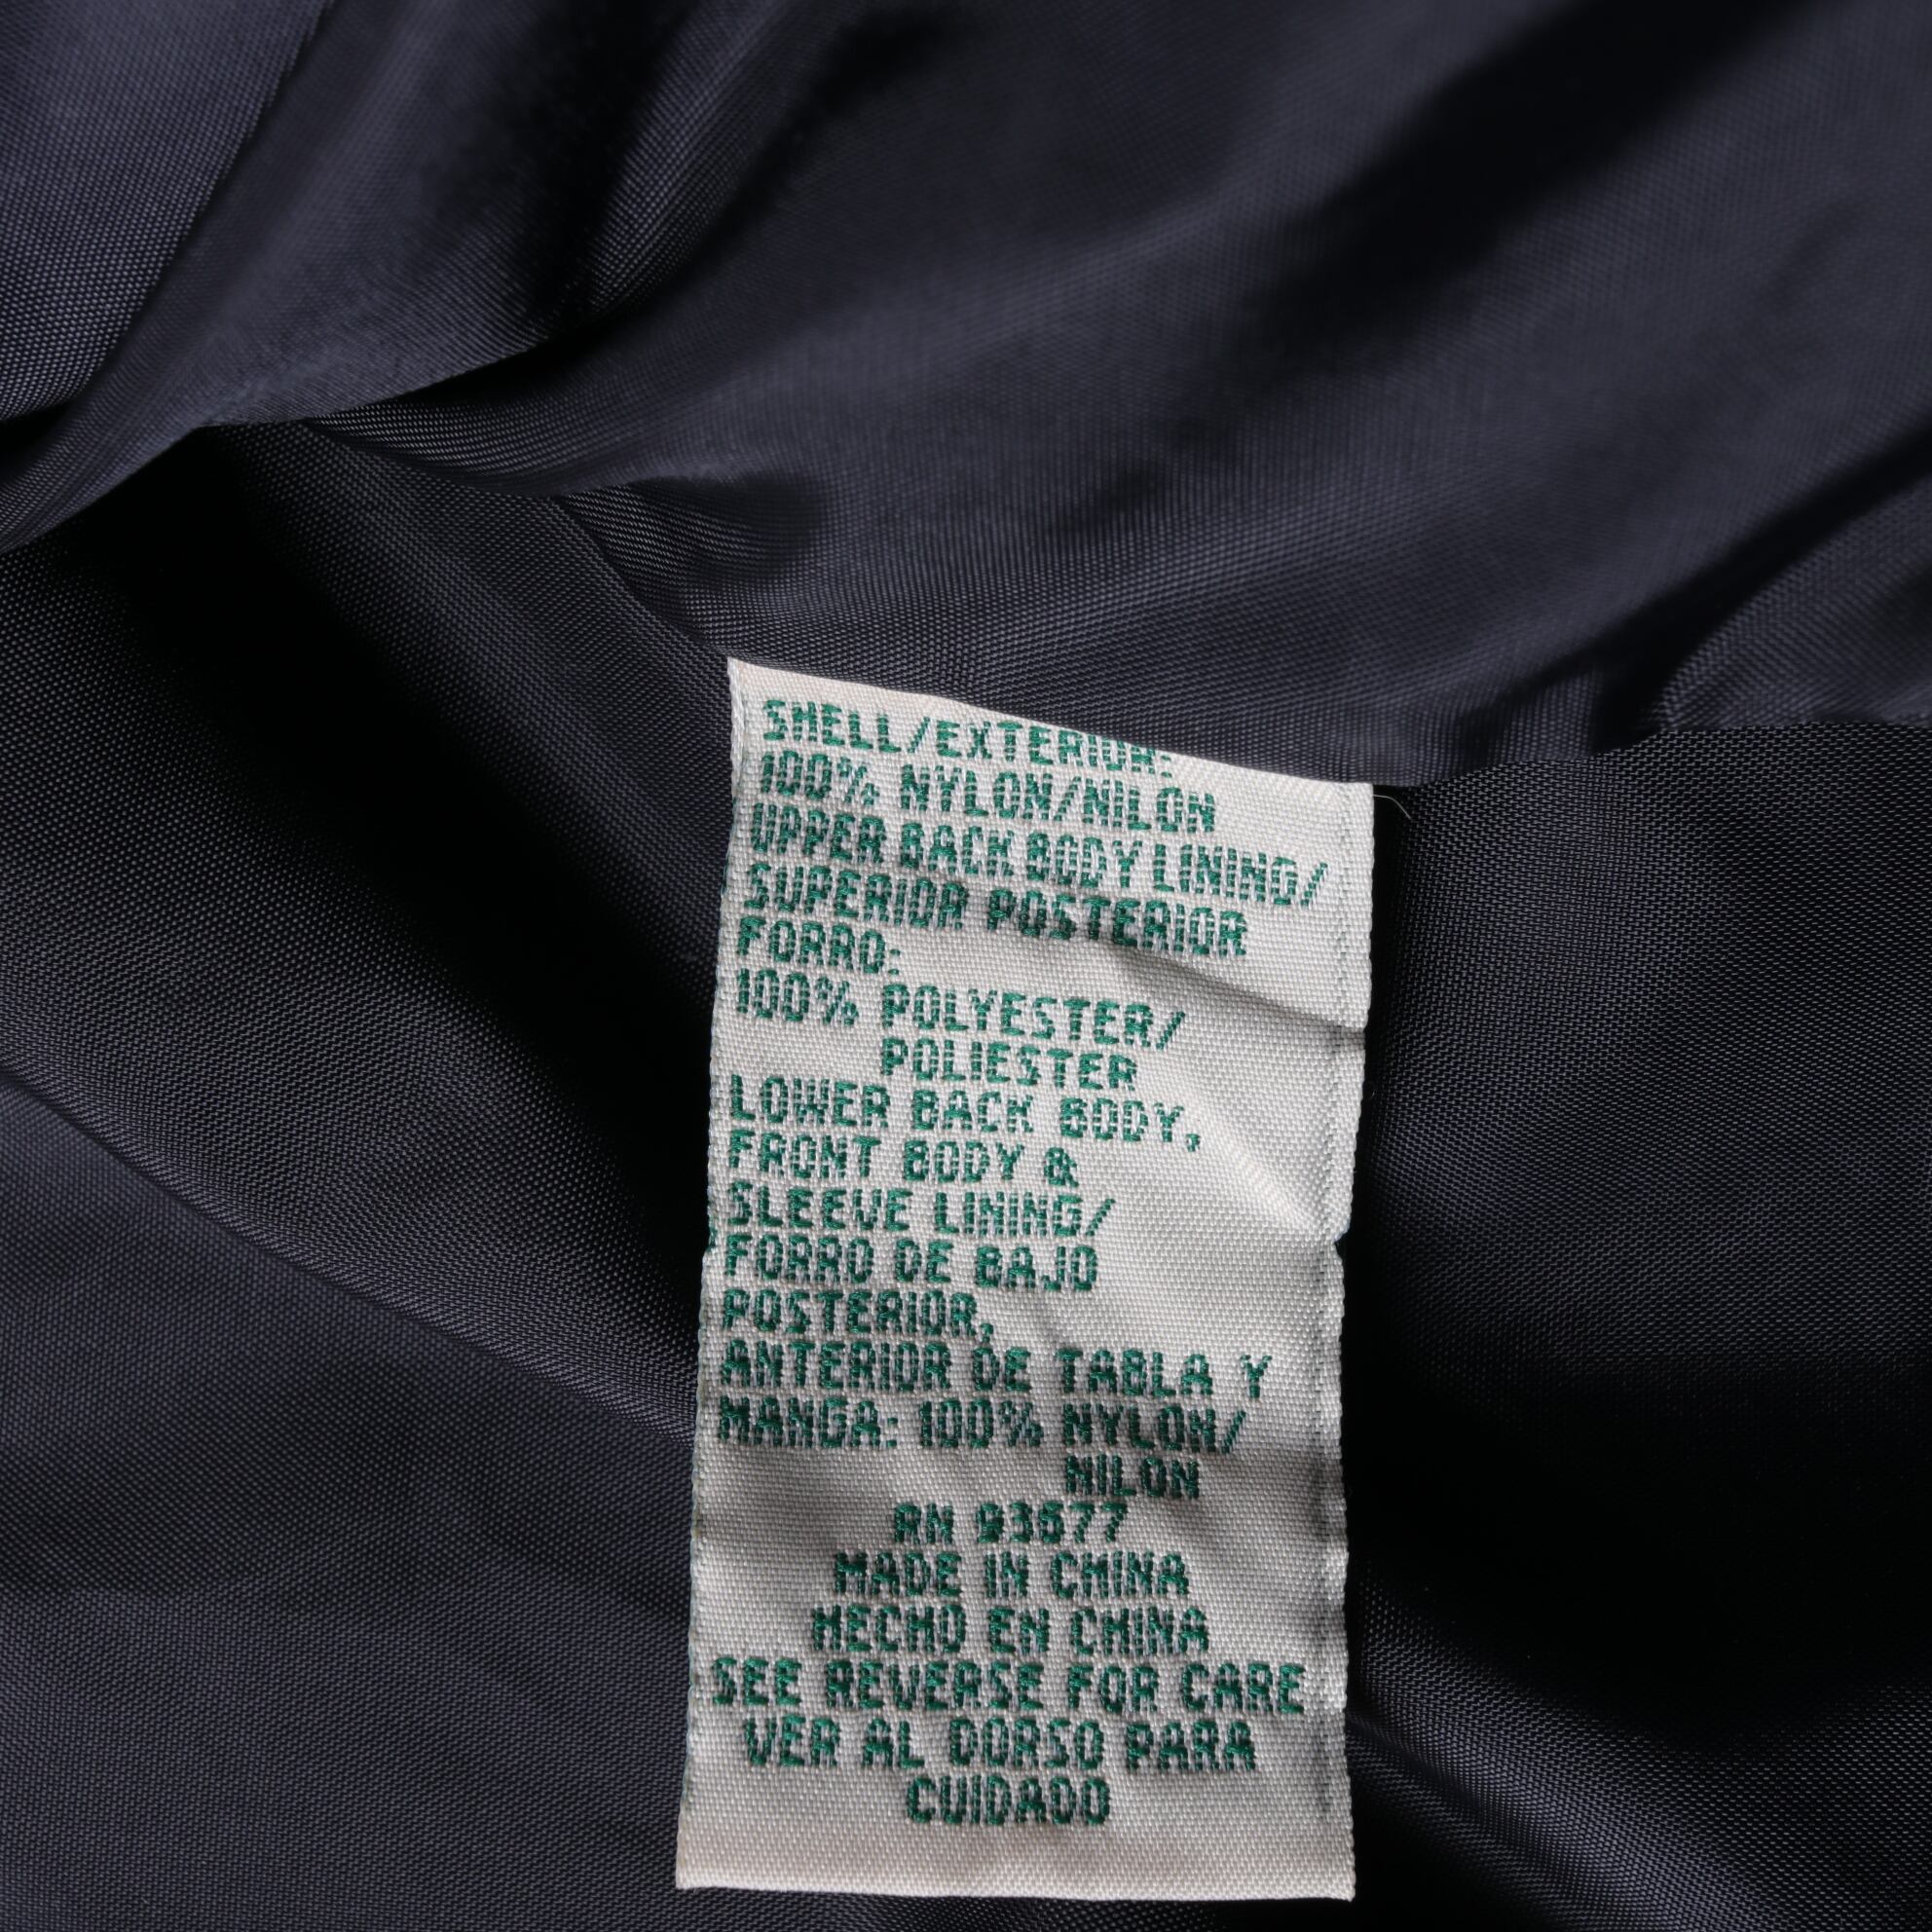 SHELL/EXTERIOR:
100% NYLON/NILON
UPPER BACK BODY LINING/
SUPERIOR POSTERIOR
FORRO:
100% POLYESTER/
POLIESTER
LOWER BACK BODY,
FRONT BODY &
SLEEVE LINING/
FORRO DE BAJO
POSTERIOR,
ANTERIOR DE TABLA Y
MANGA: 100% NYLON/
NILON
RN 93677
MADE IN CHINA
HECHO EN CHINA
SEE REVERSE FOR CARE
VER AL DORSO PARA
CUIDADO